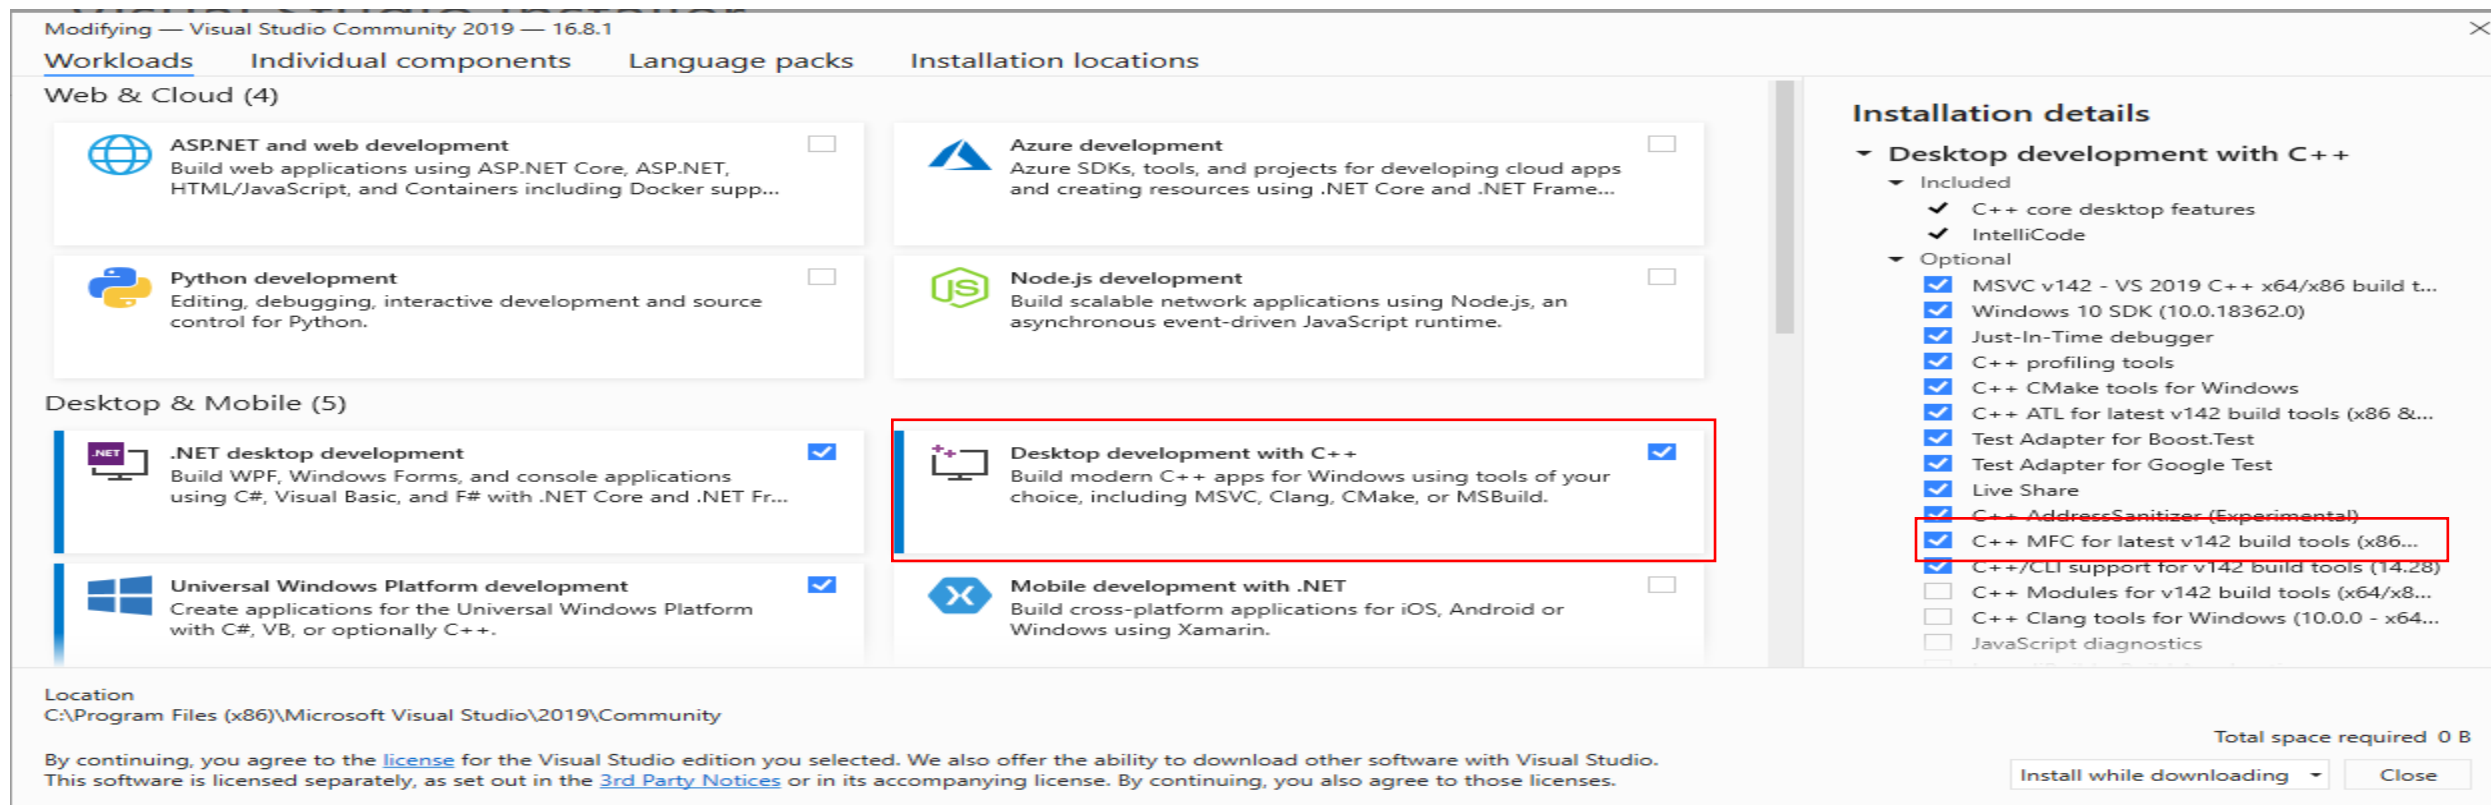 Modifying — Visual Studio Community 2019 — 16.8.1
Workloads Individual components Language packs Installation locations
Web & Cloud (4)
ASP.NET and web development
Build web applications using ASP.NET Core, ASP.NET,
HTML/JavaScript, and Containers including Docker supp...
Azure development
Azure SDKs, tools, and projects for developing cloud apps
and creating resources using .NET Core and .NET Frame...
Python development
Editing, debugging, interactive development and source
control for Python.
Node.js development
Build scalable network applications using Node.js, an
asynchronous event-driven JavaScript runtime.
Desktop & Mobile (5)
.NET
.NET desktop development
Build WPF, Windows Forms, and console applications
using C#, Visual Basic, and F# with .NET Core and .NET Fr...
Desktop development with C++
Build modern C++ apps for Windows using tools of your
choice, including MSVC, Clang, CMake, or MSBuild.
Universal Windows Platform development
Create applications for the Universal Windows Platform
with C#, VB, or optionally C++.
Mobile development with .NET
Build cross-platform applications for iOS, Android or
Windows using Xamarin.
Installation details
Desktop development with C++
Included
C++ core desktop features
IntelliCode
Optional
MSVC v142 - VS 2019 C++ x64/x86 build t...
Windows 10 SDK (10.0.18362.0)
Just-In-Time debugger
C++ profiling tools
C++ CMake tools for Windows
C++ ATL for latest v142 build tools (x86 &...
Test Adapter for Boost.Test
Test Adapter for Google Test
Live Share
C++ AddressSanitizer (Experimental)
C++ MFC for latest v142 build tools (x86...
C++/CLI support for v142 build tools (14.28)
C++ Modules for v142 build tools (x64/x8...
C++ Clang tools for Windows (10.0.0 - x64...
JavaScript diagnostics
Location
C:\Program Files (x86)\Microsoft Visual Studio\2019\Community
By continuing, you agree to the license for the Visual Studio edition you selected. We also offer the ability to download other software with Visual Studio.
This software is licensed separately, as set out in the 3rd Party Notices or in its accompanying license. By continuing, you also agree to those licenses.
Total space required 0 B
Install while downloading
Close